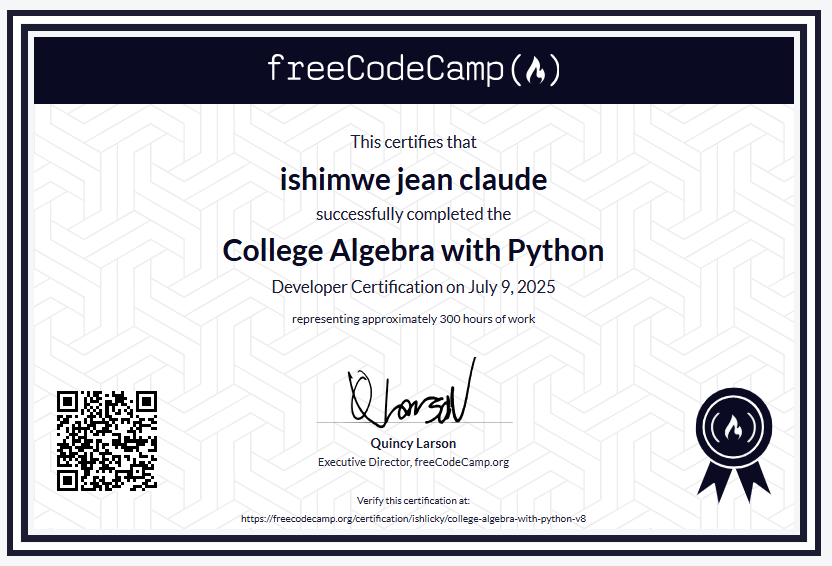 freeCodeCamp
This certifies that
ishimwe jean claude
successfully completed the
College Algebra with Python
Developer Certification on July 9, 2025
representing approximately 300 hours of work
QLarson
Quincy Larson
Executive Director, freeCodeCamp.org
Verify this certification at:
https://freecodecamp.org/certification/ishlicky/college-algebra-with-python-v8